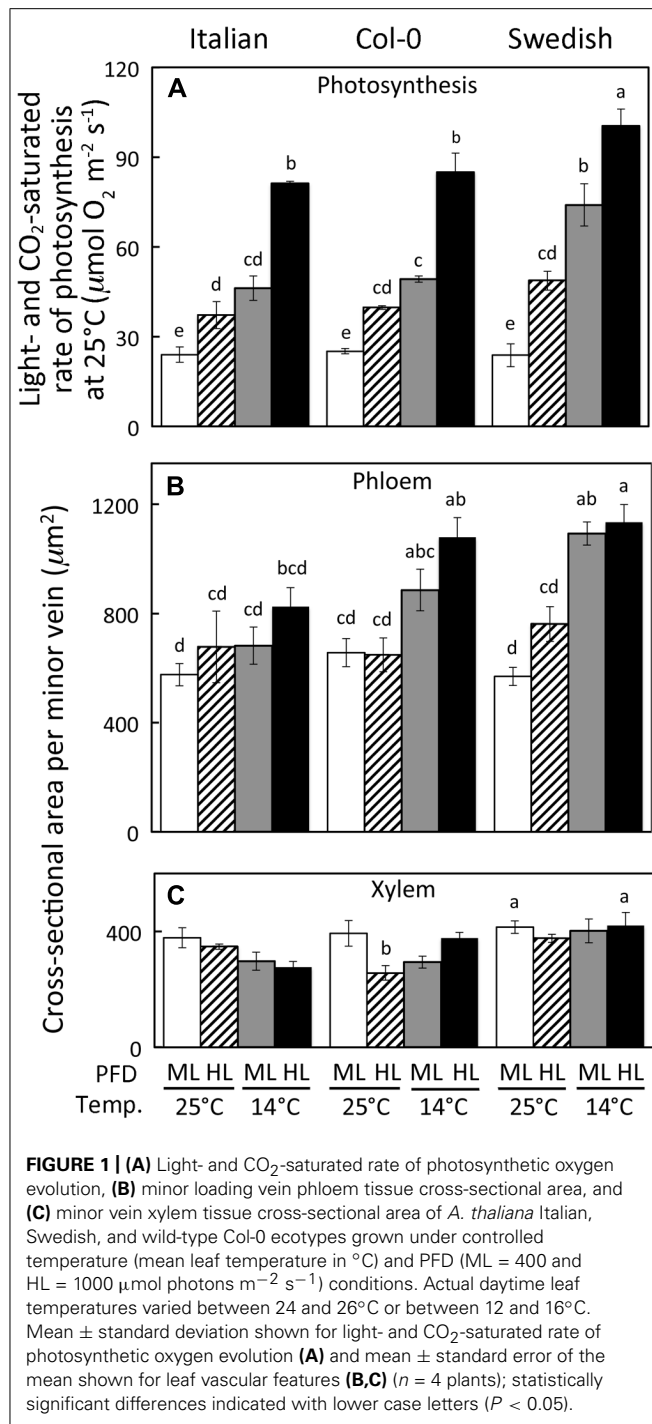 Italian Col-0 Swedish
A Photosynthesis
Light- and CO₂-saturated
rate of photosynthesis
at 25°C (μmol O₂ m⁻² s⁻¹)
120
90
60
30
0
e d cd b
e cd c b
e cd b a
B Phloem
Cross-sectional area per minor vein (μm²)
1200
800
400
0
d cd cd bcd
cd cd abc ab
d cd ab a
C Xylem
400
0
b
a a
PFD ML HL ML HL ML HL ML HL ML HL ML HL
Temp. 25°C 14°C 25°C 14°C 25°C 14°C
FIGURE 1 | (A) Light- and CO₂-saturated rate of photosynthetic oxygen
evolution, (B) minor loading vein phloem tissue cross-sectional area, and
(C) minor vein xylem tissue cross-sectional area of A. thaliana Italian,
Swedish, and wild-type Col-0 ecotypes grown under controlled
temperature (mean leaf temperature in °C) and PFD (ML = 400 and
HL = 1000 μmol photons m⁻² s⁻¹) conditions. Actual daytime leaf
temperatures varied between 24 and 26°C or between 12 and 16°C.
Mean ± standard deviation shown for light- and CO₂-saturated rate of
photosynthetic oxygen evolution (A) and mean ± standard error of the
mean shown for leaf vascular features (B,C) (n = 4 plants); statistically
significant differences indicated with lower case letters (P < 0.05).